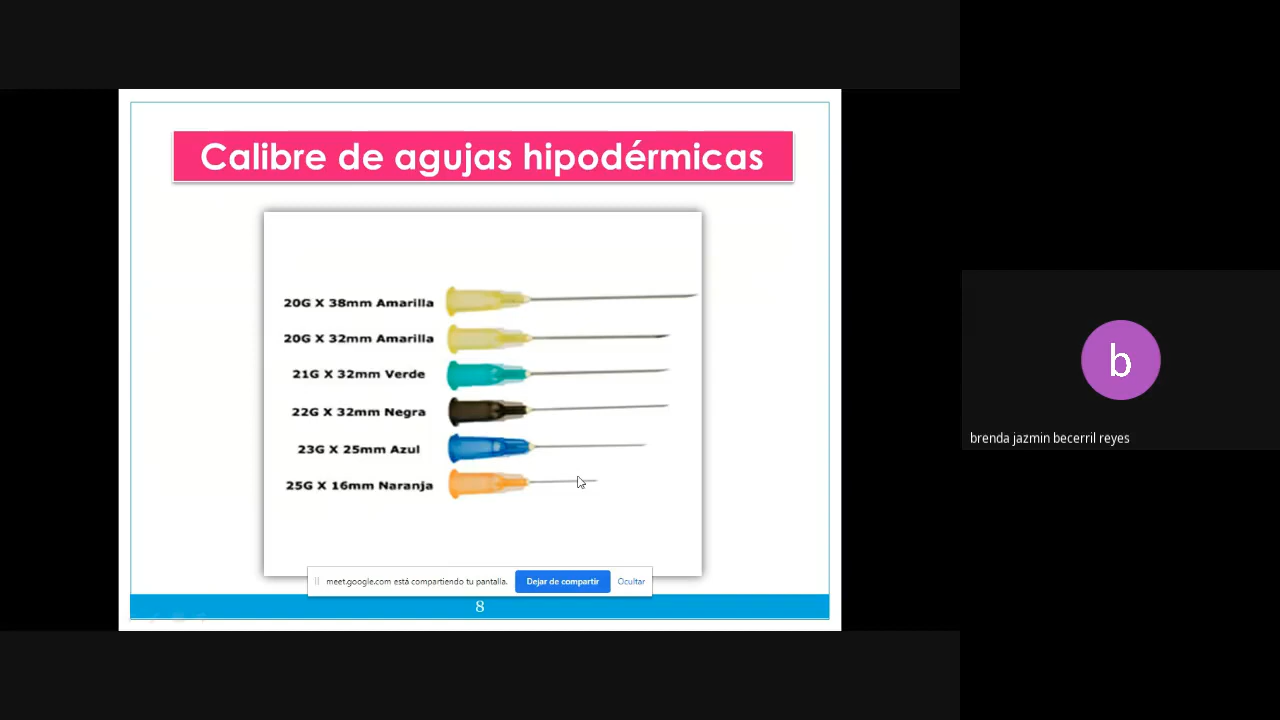 Calibre de agujas hipodérmicas
20G X 38mm Amarilla
20G X 32mm Amarilla
21G X 32mm Verde
22G X 32mm Negra
23G X 25mm Azul
25G X 16mm Naranja
meet.google.com está compartiendo tu pantalla. Dejar de compartir Ocultar
8
b
brenda jazmin becerril reyes